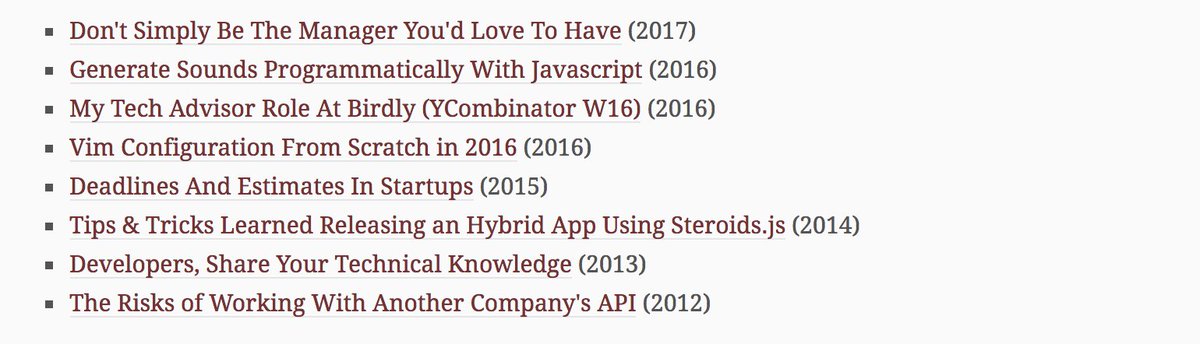 Don't Simply Be The Manager You'd Love To Have (2017)
Generate Sounds Programmatically With Javascript (2016)
My Tech Advisor Role At Birdly (YCombinator W16) (2016)
Vim Configuration From Scratch in 2016 (2016)
Deadlines And Estimates In Startups (2015)
Tips & Tricks Learned Releasing an Hybrid App Using Steroids.js (2014)
Developers, Share Your Technical Knowledge (2013)
The Risks of Working With Another Company's API (2012)